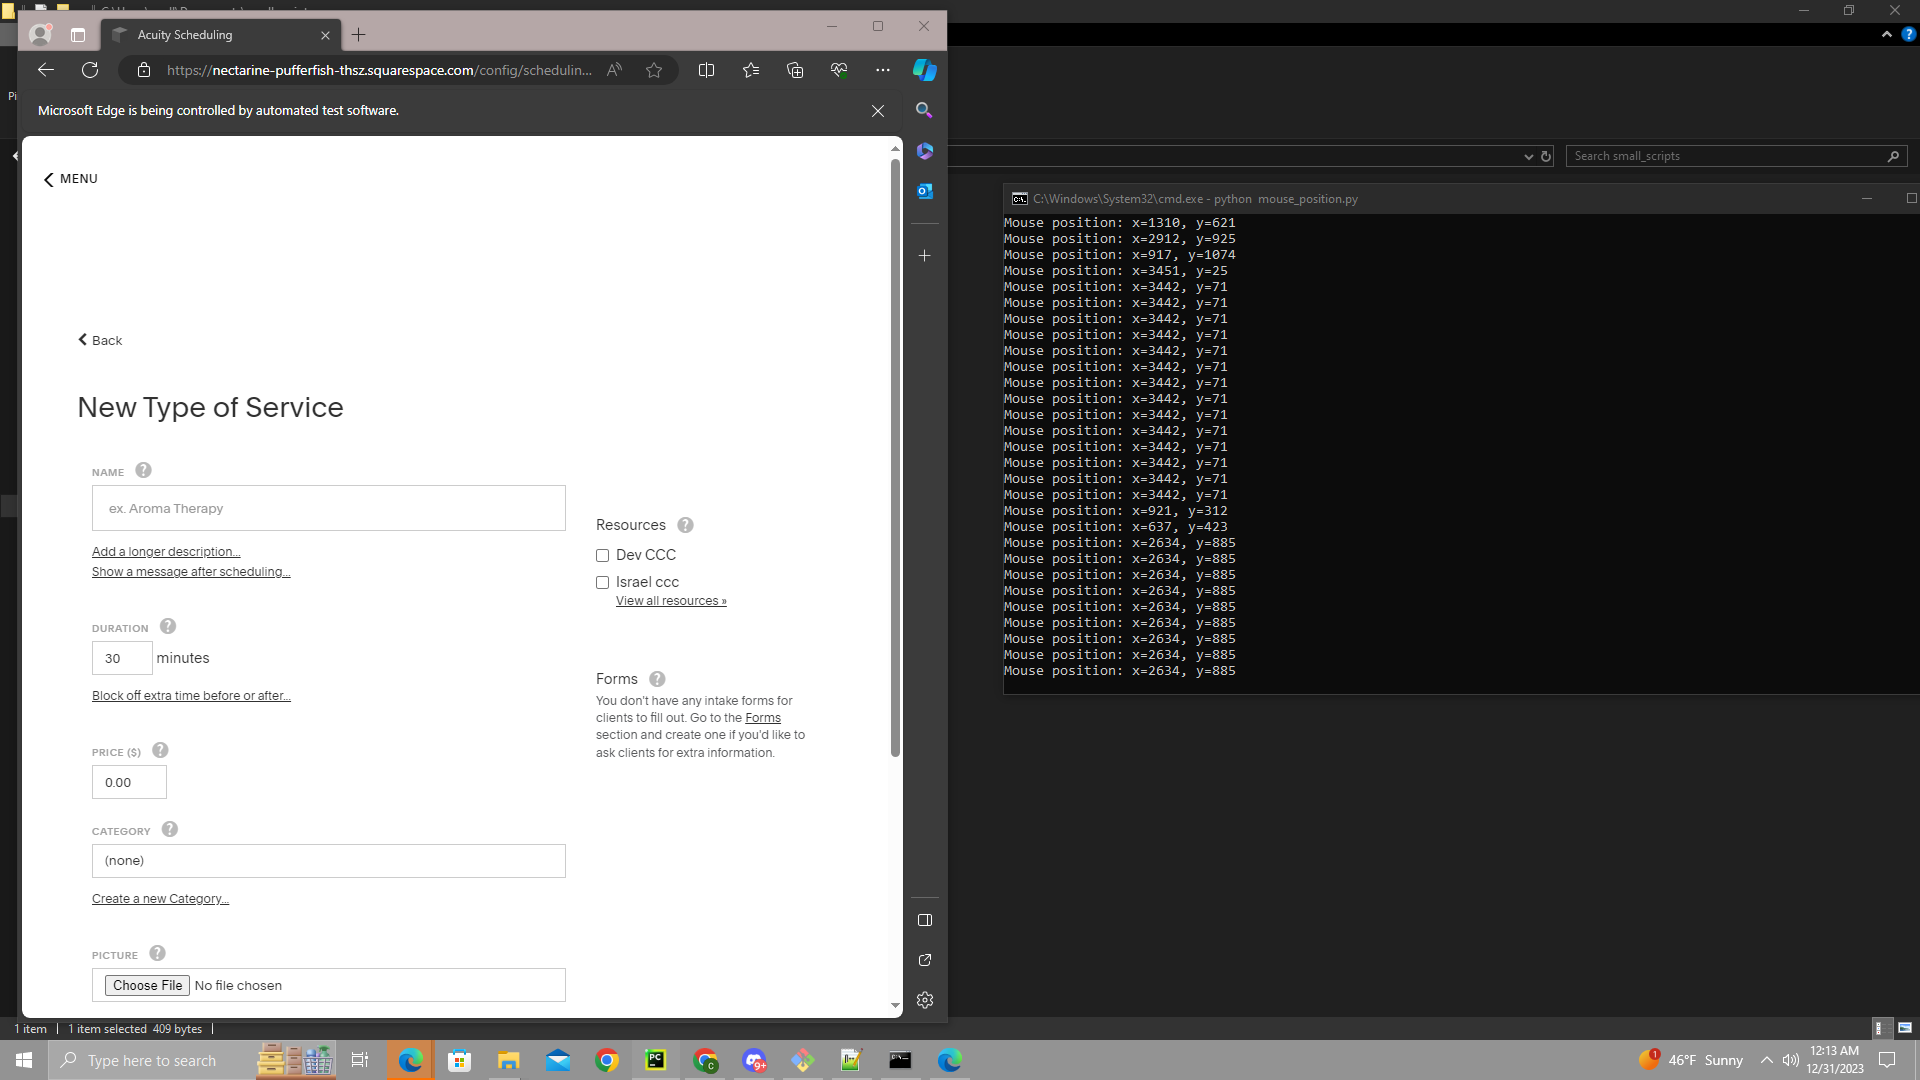 Acuity Scheduling
https://nectarine-pufferfish-thsz.squarespace.com/config/schedulin...
Microsoft Edge is being controlled by automated test software.
MENU
Back
New Type of Service
NAME ?
ex. Aroma Therapy
Add a longer description...
Show a message after scheduling...
DURATION ?
30 minutes
Block off extra time before or after...
PRICE ($) ?
0.00
CATEGORY ?
(none)
Create a new Category...
PICTURE ?
Choose File No file chosen
Resources ?
Dev CCC
Israel ccc
View all resources »
Forms ?
You don't have any intake forms for
clients to fill out. Go to the Forms
section and create one if you'd like to
ask clients for extra information.
Search small_scripts
C:\Windows\System32\cmd.exe - python mouse_position.py
Mouse position: x=1310, y=621
Mouse position: x=2912, y=925
Mouse position: x=917, y=1074
Mouse position: x=3451, y=25
Mouse position: x=3442, y=71
Mouse position: x=3442, y=71
Mouse position: x=3442, y=71
Mouse position: x=3442, y=71
Mouse position: x=3442, y=71
Mouse position: x=3442, y=71
Mouse position: x=3442, y=71
Mouse position: x=3442, y=71
Mouse position: x=3442, y=71
Mouse position: x=3442, y=71
Mouse position: x=3442, y=71
Mouse position: x=3442, y=71
Mouse position: x=3442, y=71
Mouse position: x=3442, y=71
Mouse position: x=921, y=312
Mouse position: x=637, y=423
Mouse position: x=2634, y=885
Mouse position: x=2634, y=885
Mouse position: x=2634, y=885
Mouse position: x=2634, y=885
Mouse position: x=2634, y=885
Mouse position: x=2634, y=885
Mouse position: x=2634, y=885
Mouse position: x=2634, y=885
Mouse position: x=2634, y=885
1 item 1 item selected 409 bytes
Type here to search
46°F Sunny
12:13 AM
12/31/2023